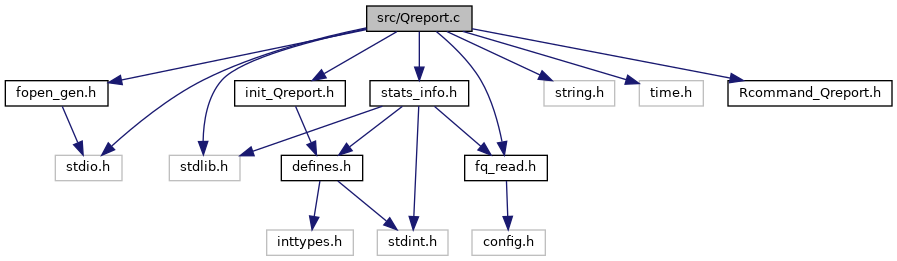 src/Qreport.c
fopen_gen.h
init_Qreport.h
stats_info.h
string.h
time.h
Rcommand_Qreport.h
stdio.h
stdlib.h
defines.h
fq_read.h
inttypes.h
stdint.h
config.h